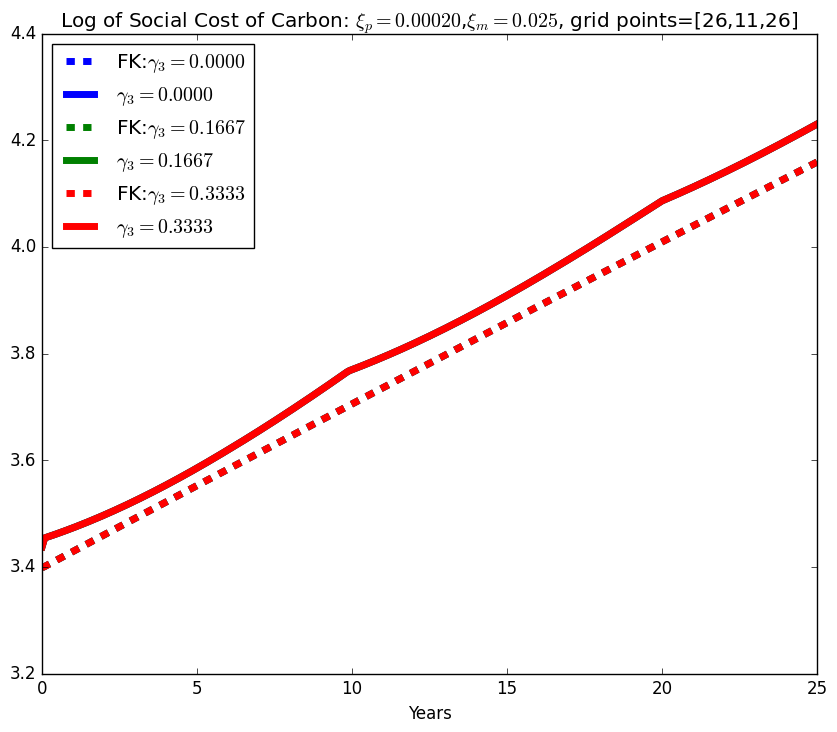 Log of Social Cost of Carbon: ξ_p = 0.00020,ξ_m = 0.025, grid points=[26,11,26]
4.4
4.2
4.0
3.8
3.6
3.4
3.2
FK:γ₃ = 0.0000
γ₃ = 0.0000
FK:γ₃ = 0.1667
γ₃ = 0.1667
FK:γ₃ = 0.3333
γ₃ = 0.3333
0 5 10 15 20 25
Years